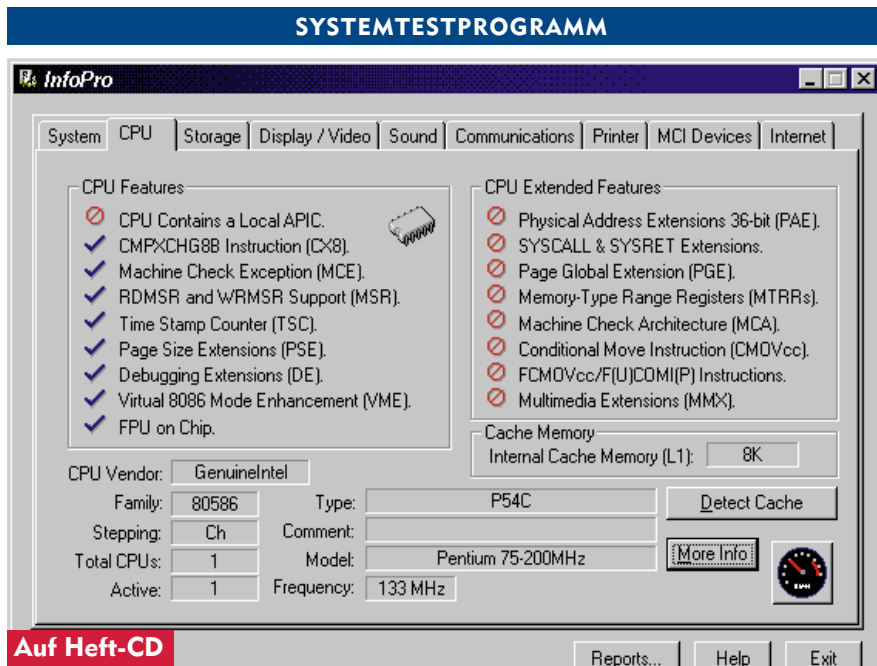 SYSTEMTESTPROGRAMM
InfoPro
System CPU Storage Display / Video Sound Communications Printer MCI Devices Internet
CPU Features
CPU Contains a Local APIC.
CMPXCHG8B Instruction (CX8).
Machine Check Exception (MCE).
RDMSR and WRMSR Support (MSR).
Time Stamp Counter (TSC).
Page Size Extensions (PSE).
Debugging Extensions (DE).
Virtual 8086 Mode Enhancement (VME).
FPU on Chip.
CPU Extended Features
Physical Address Extensions 36-bit (PAE).
SYSCALL & SYSRET Extensions.
Page Global Extension (PGE).
Memory-Type Range Registers (MTRRs).
Machine Check Architecture (MCA).
Conditional Move Instruction (CMOVcc).
FCMOVcc/F(U)COMI(P) Instructions.
Multimedia Extensions (MMX).
Cache Memory
Internal Cache Memory (L1): 8K
CPU Vendor: GenuineIntel
Family: 80586 Type: P54C Detect Cache
Stepping: Ch Comment:
Total CPUs: 1 Model: Pentium 75-200MHz More Info
Active: 1 Frequency: 133 MHz
Auf Heft-CD
Reports... Help Exit